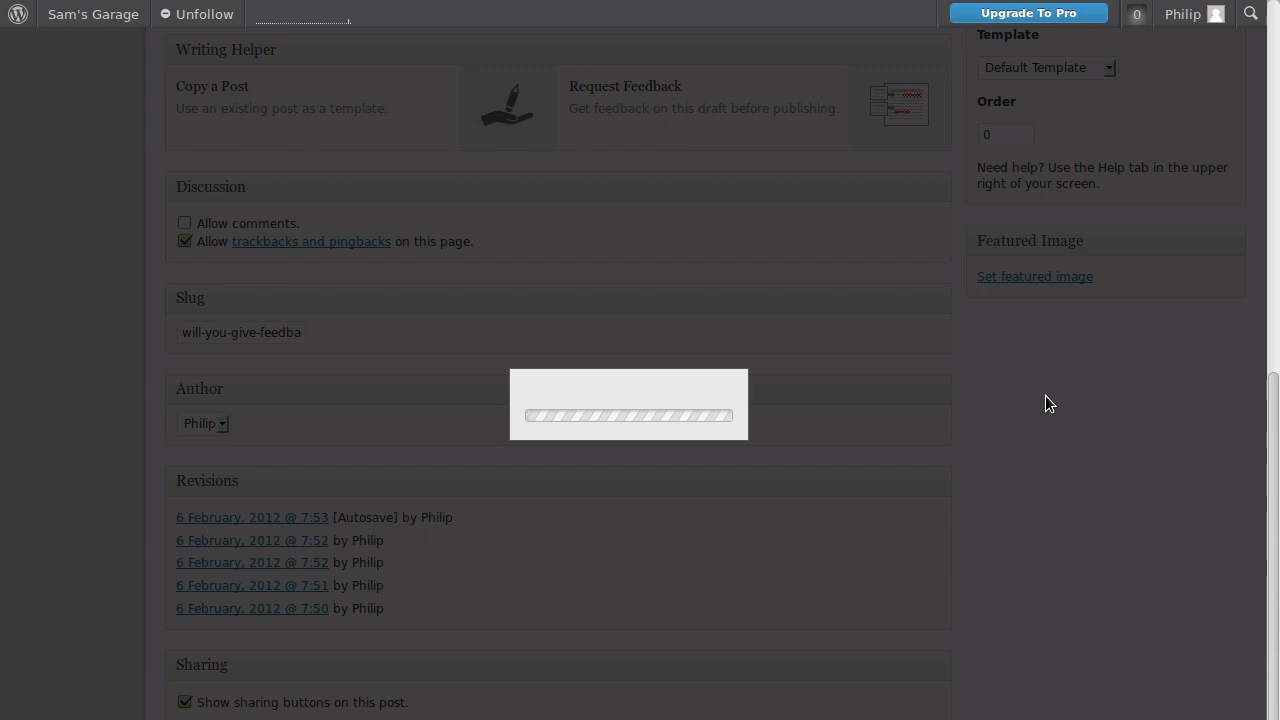 Sam's Garage
Unfollow
Upgrade To Pro
0
Philip
Writing Helper
Copy a Post
Use an existing post as a template.
Request Feedback
Get feedback on this draft before publishing.
Discussion
Allow comments.
Allow trackbacks and pingbacks on this page.
Slug
will-you-give-feedba
Author
Philip
Revisions
6 February, 2012 @ 7:53 [Autosave] by Philip
6 February, 2012 @ 7:52 by Philip
6 February, 2012 @ 7:52 by Philip
6 February, 2012 @ 7:51 by Philip
6 February, 2012 @ 7:50 by Philip
Sharing
Show sharing buttons on this post.
Template
Default Template
Order
0
Need help? Use the Help tab in the upper
right of your screen.
Featured Image
Set featured image